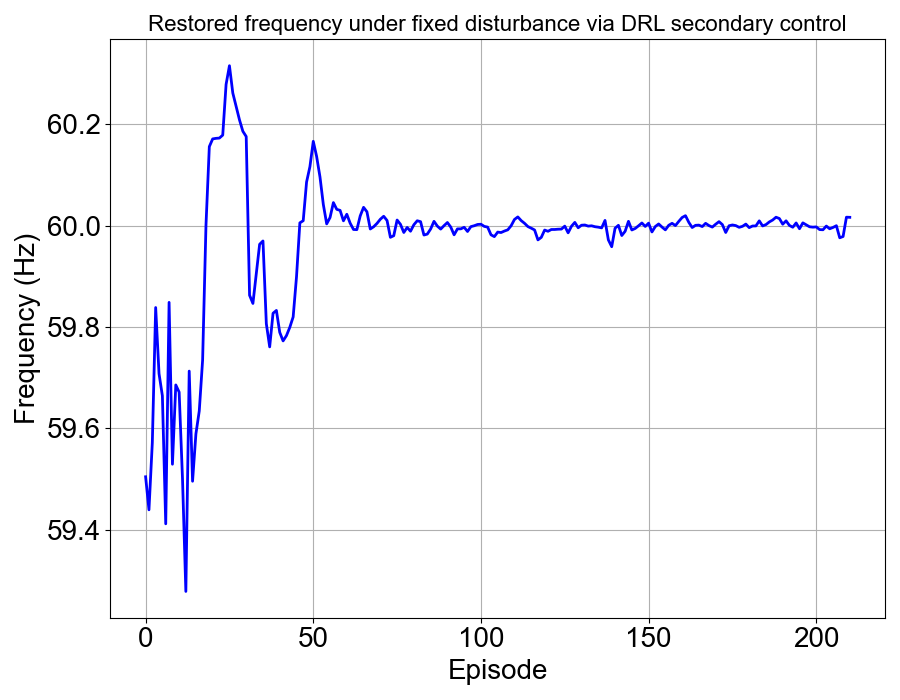 Restored frequency under fixed disturbance via DRL secondary control
60.2
60.0
59.8
59.6
59.4
Frequency (Hz)
0 50 100 150 200
Episode